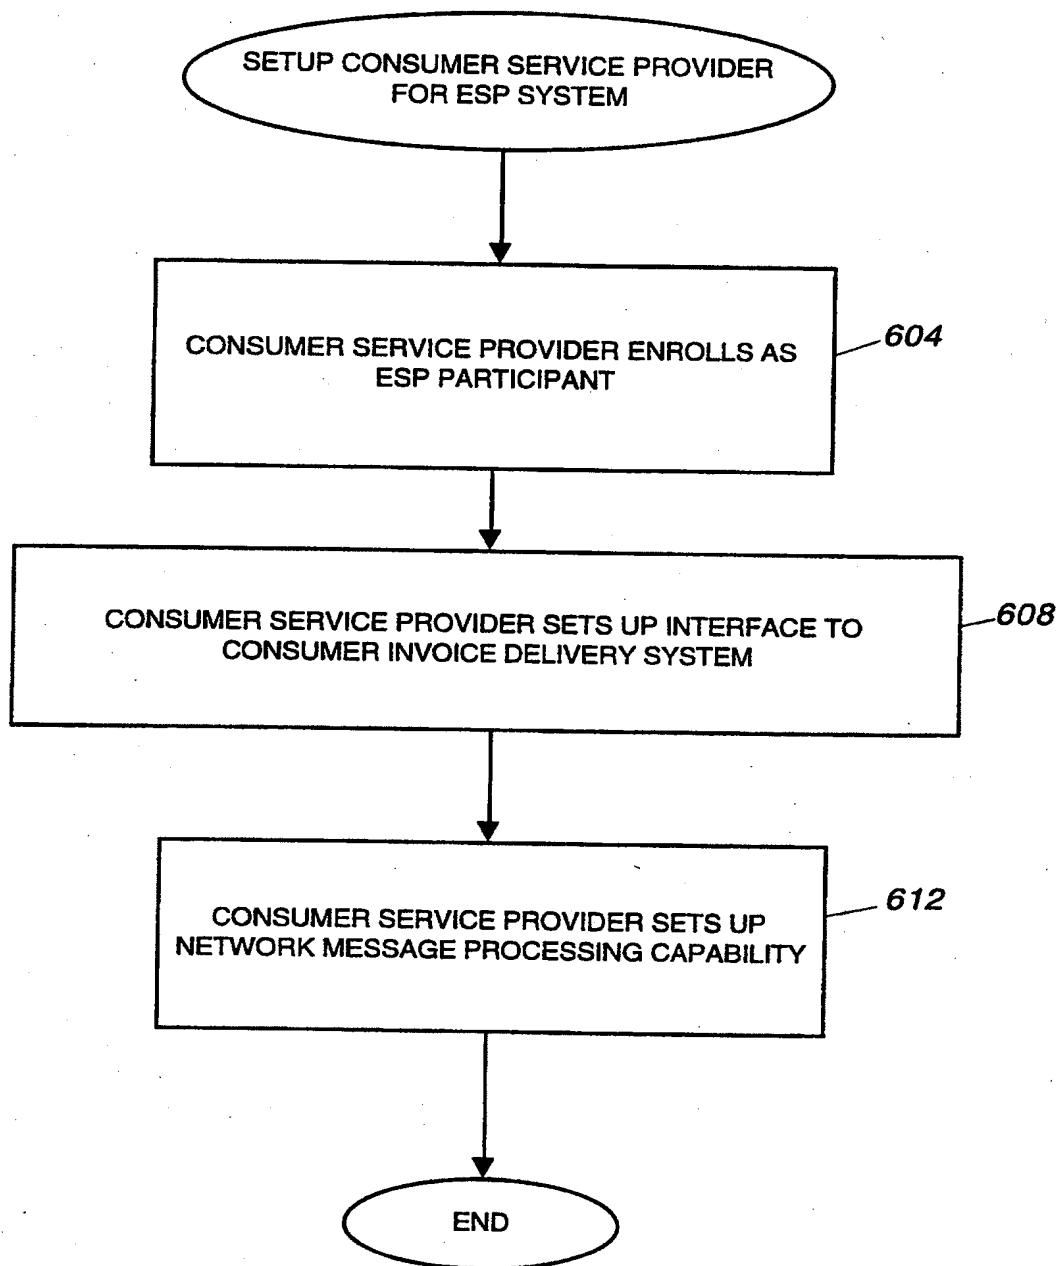 SETUP CONSUMER SERVICE PROVIDER
FOR ESP SYSTEM
CONSUMER SERVICE PROVIDER ENROLLS AS
ESP PARTICIPANT
604
CONSUMER SERVICE PROVIDER SETS UP INTERFACE TO
CONSUMER INVOICE DELIVERY SYSTEM
608
CONSUMER SERVICE PROVIDER SETS UP
NETWORK MESSAGE PROCESSING CAPABILITY
612
END